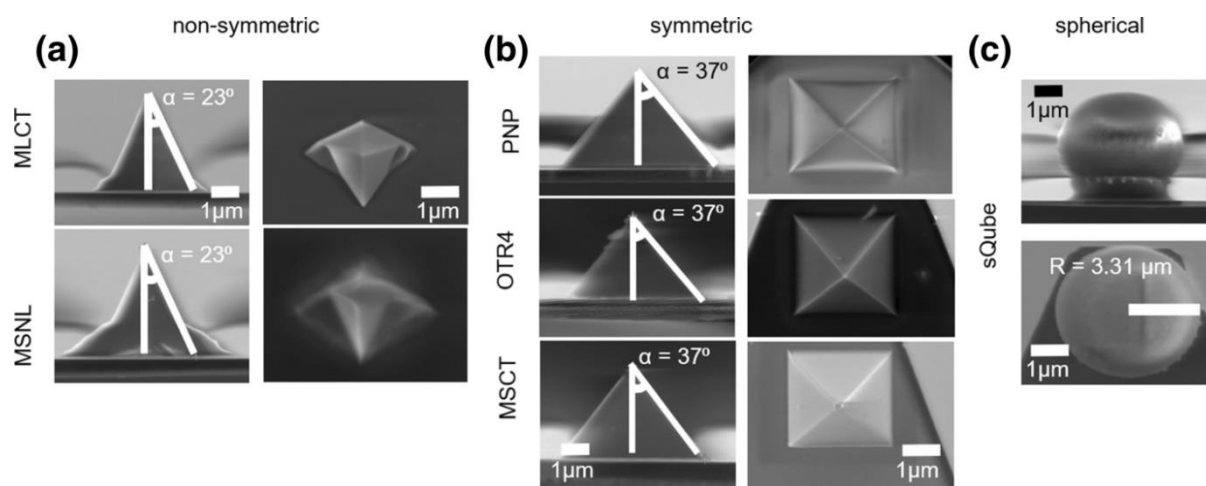 non-symmetric
symmetric
spherical
(a)
(b)
(c)
MLCT
α = 23º
1µm
1µm
MSNL
α = 23º
PNP
α = 37º
OTR4
α = 37º
MSCT
α = 37º
1µm
1µm
sQube
1µm
R = 3.31 µm
1µm